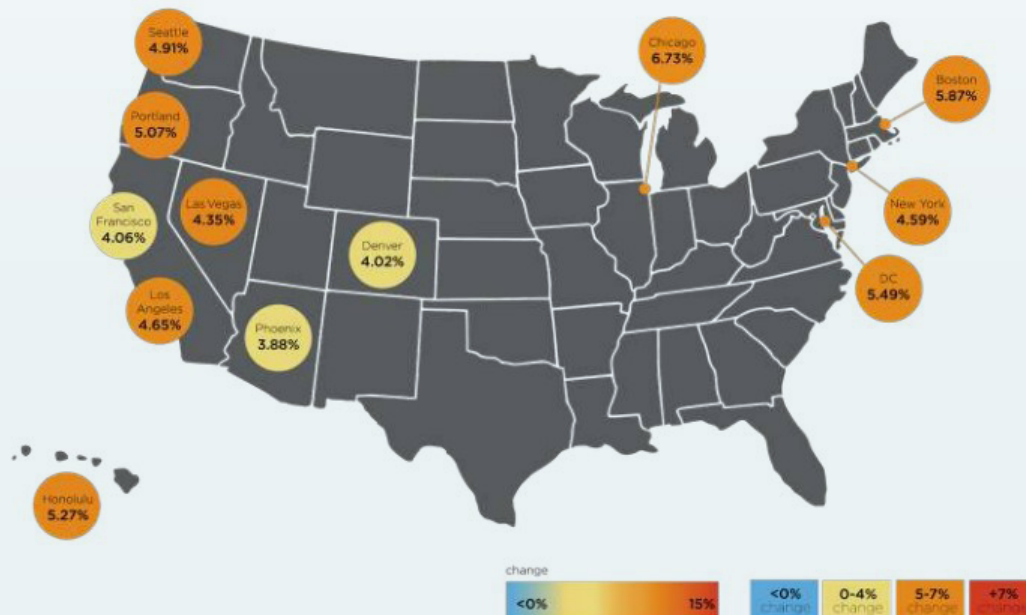 Seattle
4.91%
Portland
5.07%
San
Francisco
4.06%
Las Vegas
4.35%
Los
Angeles
4.65%
Denver
4.02%
Phoenix
3.88%
Honolulu
5.27%
Chicago
6.73%
Boston
5.87%
New York
4.59%
DC
5.49%
change
<0%
15%
<0%
change
0-4%
change
5-7%
change
+7%
change